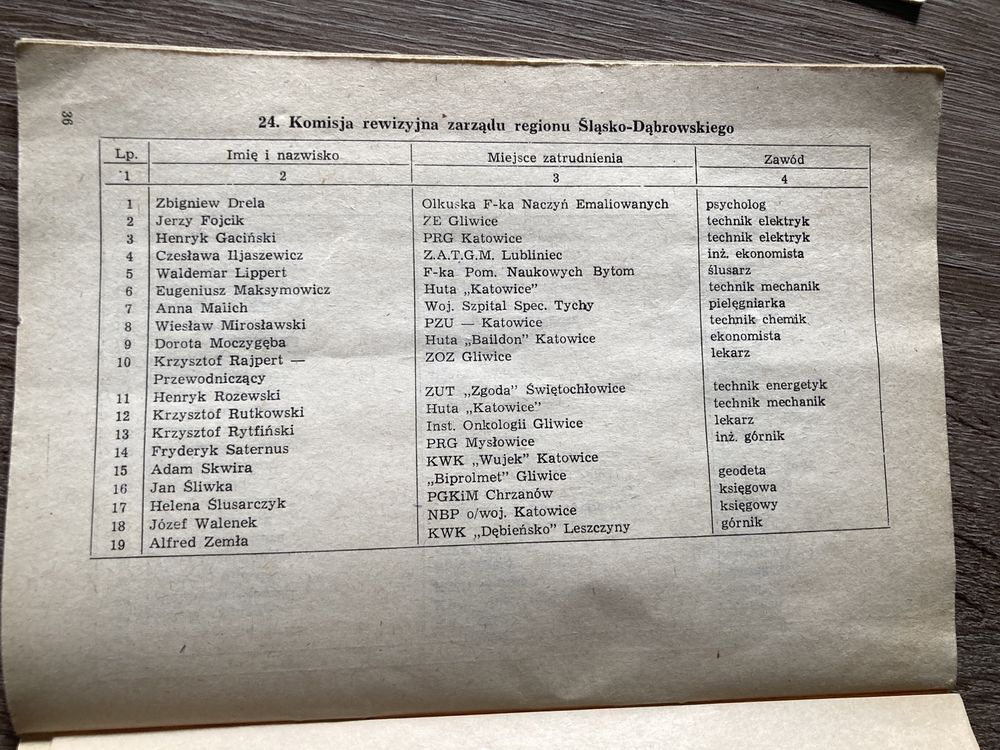 36
24. Komisja rewizyjna zarządu regionu Śląsko-Dąbrowskiego
Lp. Imię i nazwisko Miejsce zatrudnienia Zawód
1 2 3 4
1 Zbigniew Drela Olkuska F-ka Naczyń Emaliowanych psycholog
2 Jerzy Fojcik ZE Gliwice technik elektryk
3 Henryk Gaciński PRG Katowice technik elektryk
4 Czesława Iljaszewicz Z.A.T.G.M. Lubliniec inż. ekonomista
5 Waldemar Lippert F-ka Pom. Naukowych Bytom ślusarz
6 Eugeniusz Maksymowicz Huta „Katowice” technik mechanik
7 Anna Malich Woj. Szpital Spec. Tychy pielęgniarka
8 Wiesław Mirosławski PZU — Katowice technik chemik
9 Dorota Moczygęba Huta „Baildon” Katowice ekonomista
10 Krzysztof Rajpert — ZOZ Gliwice lekarz
Przewodniczący
11 Henryk Rozewski ZUT „Zgoda” Świętochłowice technik energetyk
12 Krzysztof Rutkowski Huta „Katowice” technik mechanik
13 Krzysztof Rytfiński Inst. Onkologii Gliwice lekarz
14 Fryderyk Saternus PRG Mysłowice inż. górnik
15 Adam Skwira KWK „Wujek” Katowice
16 Jan Śliwka „Biprolmet” Gliwice geodeta
17 Helena Ślusarczyk PGKiM Chrzanów księgowa
18 Józef Walenek NBP o/woj. Katowice księgowy
19 Alfred Zemła KWK „Dębieńsko” Leszczyny górnik